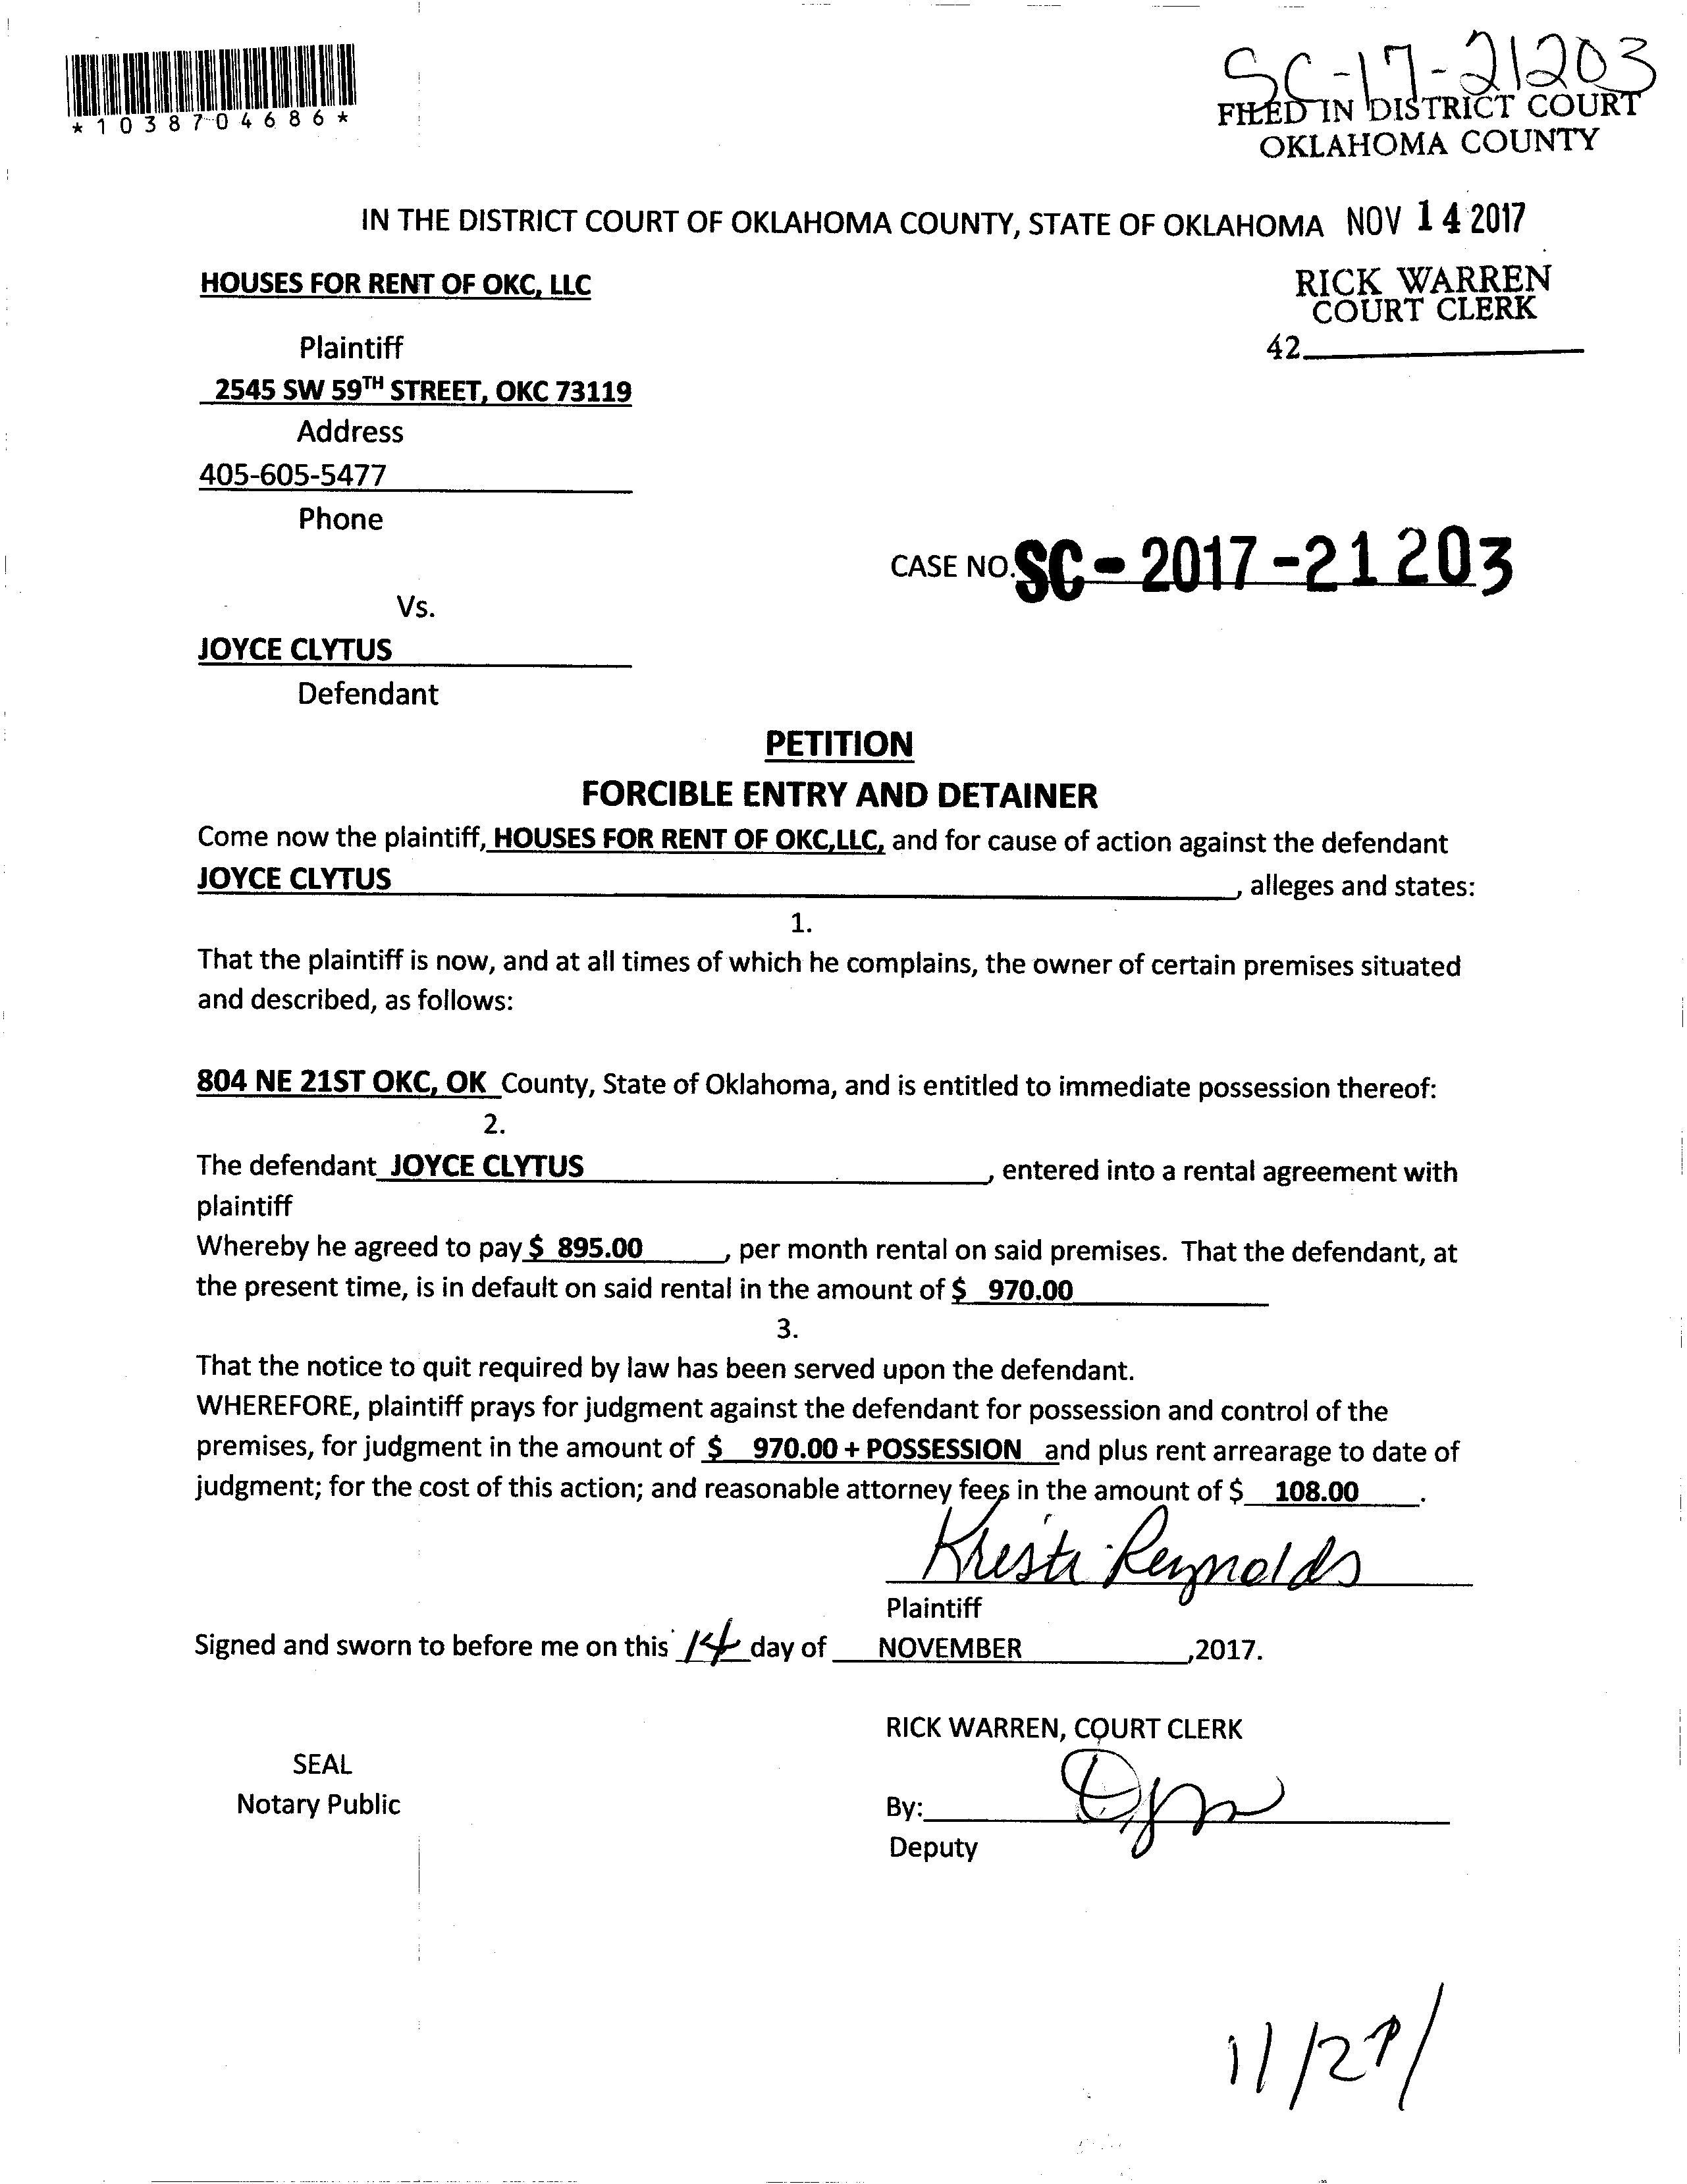 SC-17-21203
*1038704686*
FILED IN DISTRICT COURT
OKLAHOMA COUNTY
IN THE DISTRICT COURT OF OKLAHOMA COUNTY, STATE OF OKLAHOMA NOV 14 2017
HOUSES FOR RENT OF OKC, LLC
RICK WARREN
COURT CLERK
Plaintiff
42
2545 SW 59TH STREET, OKC 73119
Address
405-605-5477
Phone
CASE NO. SC - 2017 - 21203
Vs.
JOYCE CLYTUS
Defendant
PETITION
FORCIBLE ENTRY AND DETAINER
Come now the plaintiff, HOUSES FOR RENT OF OKC,LLC, and for cause of action against the defendant
JOYCE CLYTUS, alleges and states:
1.
That the plaintiff is now, and at all times of which he complains, the owner of certain premises situated
and described, as follows:
804 NE 21ST OKC, OK County, State of Oklahoma, and is entitled to immediate possession thereof:
2.
The defendant JOYCE CLYTUS, entered into a rental agreement with
plaintiff
Whereby he agreed to pay $ 895.00, per month rental on said premises. That the defendant, at
the present time, is in default on said rental in the amount of $ 970.00
3.
That the notice to quit required by law has been served upon the defendant.
WHEREFORE, plaintiff prays for judgment against the defendant for possession and control of the
premises, for judgment in the amount of $ 970.00 + POSSESSION and plus rent arrearage to date of
judgment; for the cost of this action; and reasonable attorney fees in the amount of $ 108.00.
Krista Reynolds
Plaintiff
Signed and sworn to before me on this 14 day of NOVEMBER ,2017.
RICK WARREN, COURT CLERK
SEAL
Notary Public
By:
Deputy